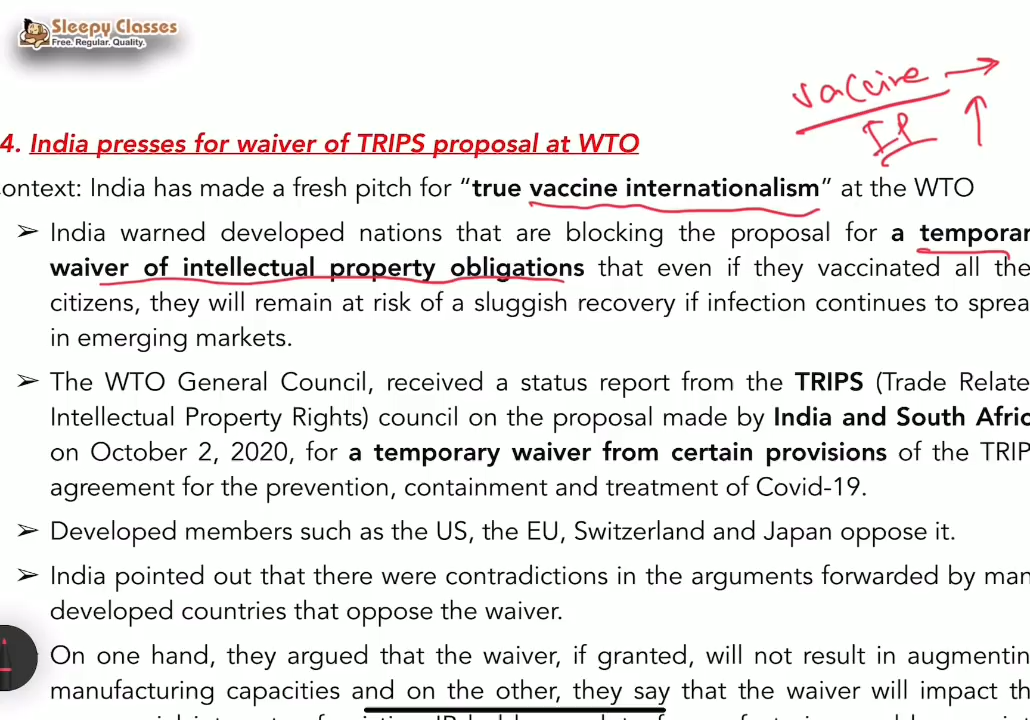 Sleepy Classes
Free. Regular. Quality.
vaccine →
IP ↑
4. India presses for waiver of TRIPS proposal at WTO
ontext: India has made a fresh pitch for “true vaccine internationalism” at the WTO
➢ India warned developed nations that are blocking the proposal for a temporar
waiver of intellectual property obligations that even if they vaccinated all the
citizens, they will remain at risk of a sluggish recovery if infection continues to sprea
in emerging markets.
➢ The WTO General Council, received a status report from the TRIPS (Trade Relate
Intellectual Property Rights) council on the proposal made by India and South Afric
on October 2, 2020, for a temporary waiver from certain provisions of the TRIP
agreement for the prevention, containment and treatment of Covid-19.
➢ Developed members such as the US, the EU, Switzerland and Japan oppose it.
➢ India pointed out that there were contradictions in the arguments forwarded by man
developed countries that oppose the waiver.
On one hand, they argued that the waiver, if granted, will not result in augmentin
manufacturing capacities and on the other, they say that the waiver will impact th